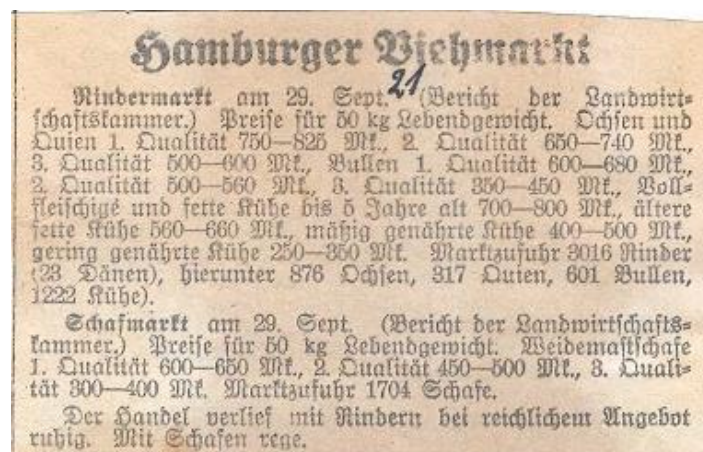 Hamburger Viehmarkt
Rindermarkt am 29. Sept. 21 (Bericht der Landwirt-
schaftskammer.) Preise für 50 kg Lebendgewicht. Ochsen und
Quien 1. Qualität 750—825 Mk., 2. Qualität 650—740 Mk.,
3. Qualität 500—600 Mk., Bullen 1. Qualität 600—680 Mk.,
2. Qualität 500—560 Mk., 3. Qualität 350—450 Mk., Voll-
fleischige und fette Kühe bis 5 Jahre alt 700—800 Mk., ältere
fette Kühe 560—660 Mk., mäßig genährte Kühe 400—500 Mk.,
gering genährte Kühe 250—350 Mk. Marktzufuhr 3016 Rinder
(23 Dänen), hierunter 876 Ochsen, 317 Quien, 601 Bullen,
1222 Kühe).
Schafmarkt am 29. Sept. (Bericht der Landwirtschafts-
kammer.) Preise für 50 kg Lebendgewicht. Weidemastschafe
1. Qualität 600—650 Mk., 2. Qualität 450—500 Mk., 3. Quali-
tät 300—400 Mk. Marktzufuhr 1704 Schafe.
Der Handel verlief mit Rindern bei reichlichem Angebot
ruhig. Mit Schafen rege.